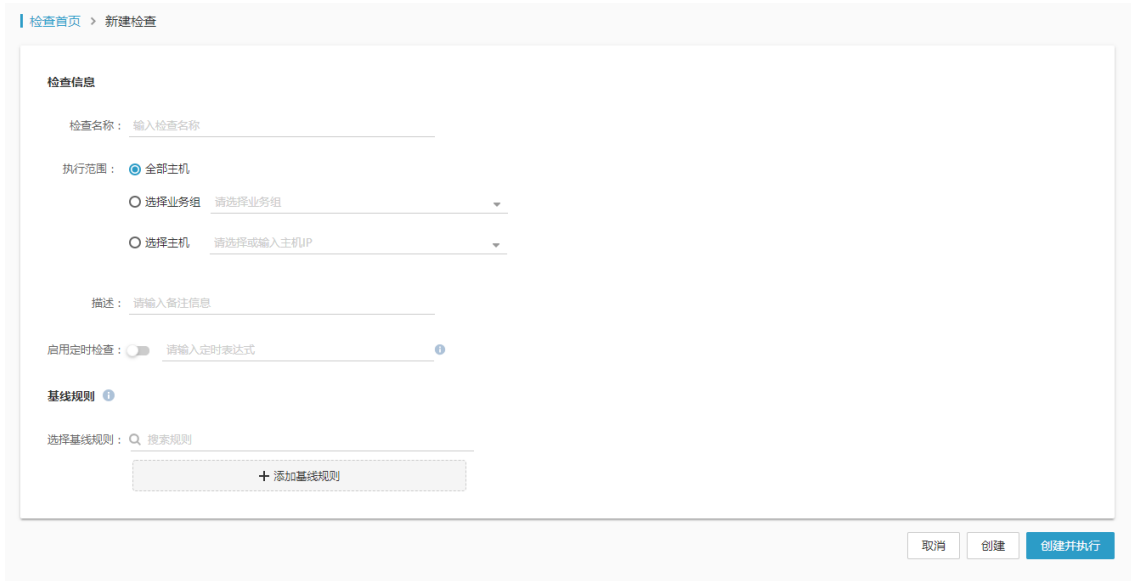 检查首页 > 新建检查
检查信息
检查名称： 输入检查名称
执行范围： 全部主机
选择业务组 请选择业务组
选择主机 请选择或输入主机IP
描述： 请输入备注信息
启用定时检查： 请输入定时表达式
基线规则
选择基线规则： 搜索规则
+ 添加基线规则
取消 创建 创建并执行